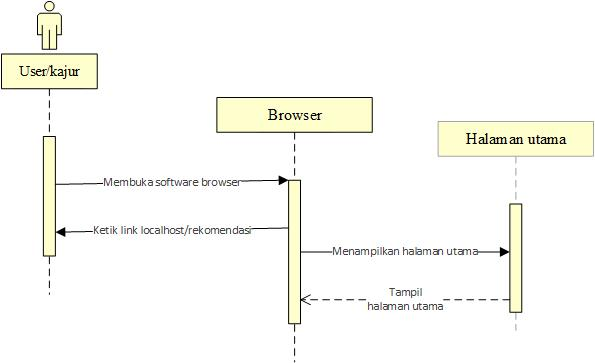 User/kajur
Browser
Halaman utama
Membuka software browser
Ketik link localhost/rekomendasi
Menampilkan halaman utama
Tampil
halaman utama